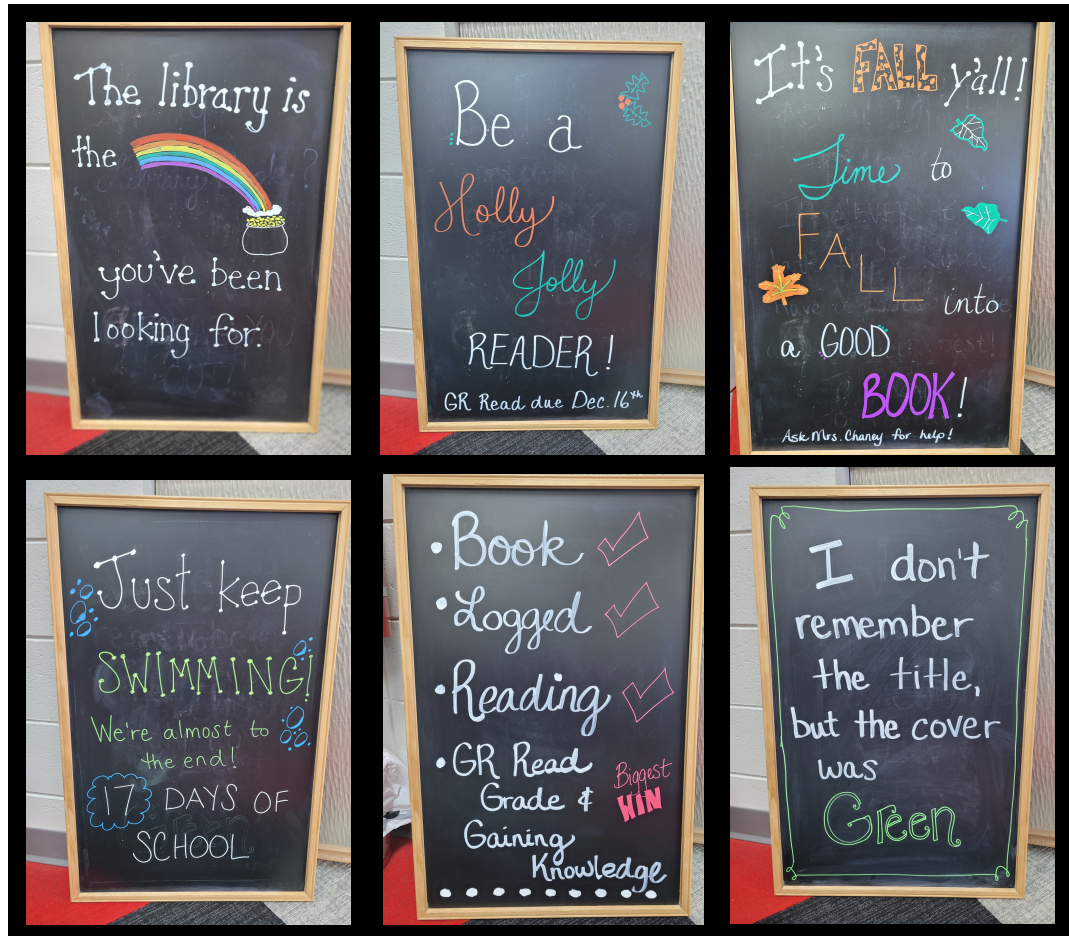 The library is
the
you've been
looking for.
Be a
Holly
Jolly
READER!
GR Read due Dec. 16th
It's FALL y'all!
Time to
FALL into
a GOOD
BOOK!
Ask Mrs. Chaney for help!
Just keep
SWIMMING!
We're almost to
the end!
17 DAYS OF
SCHOOL
• Book
• Logged
• Reading
• GR Read
Grade &
Gaining
Knowledge
Biggest
WIN
I don't
remember
the title,
but the cover
was
Green